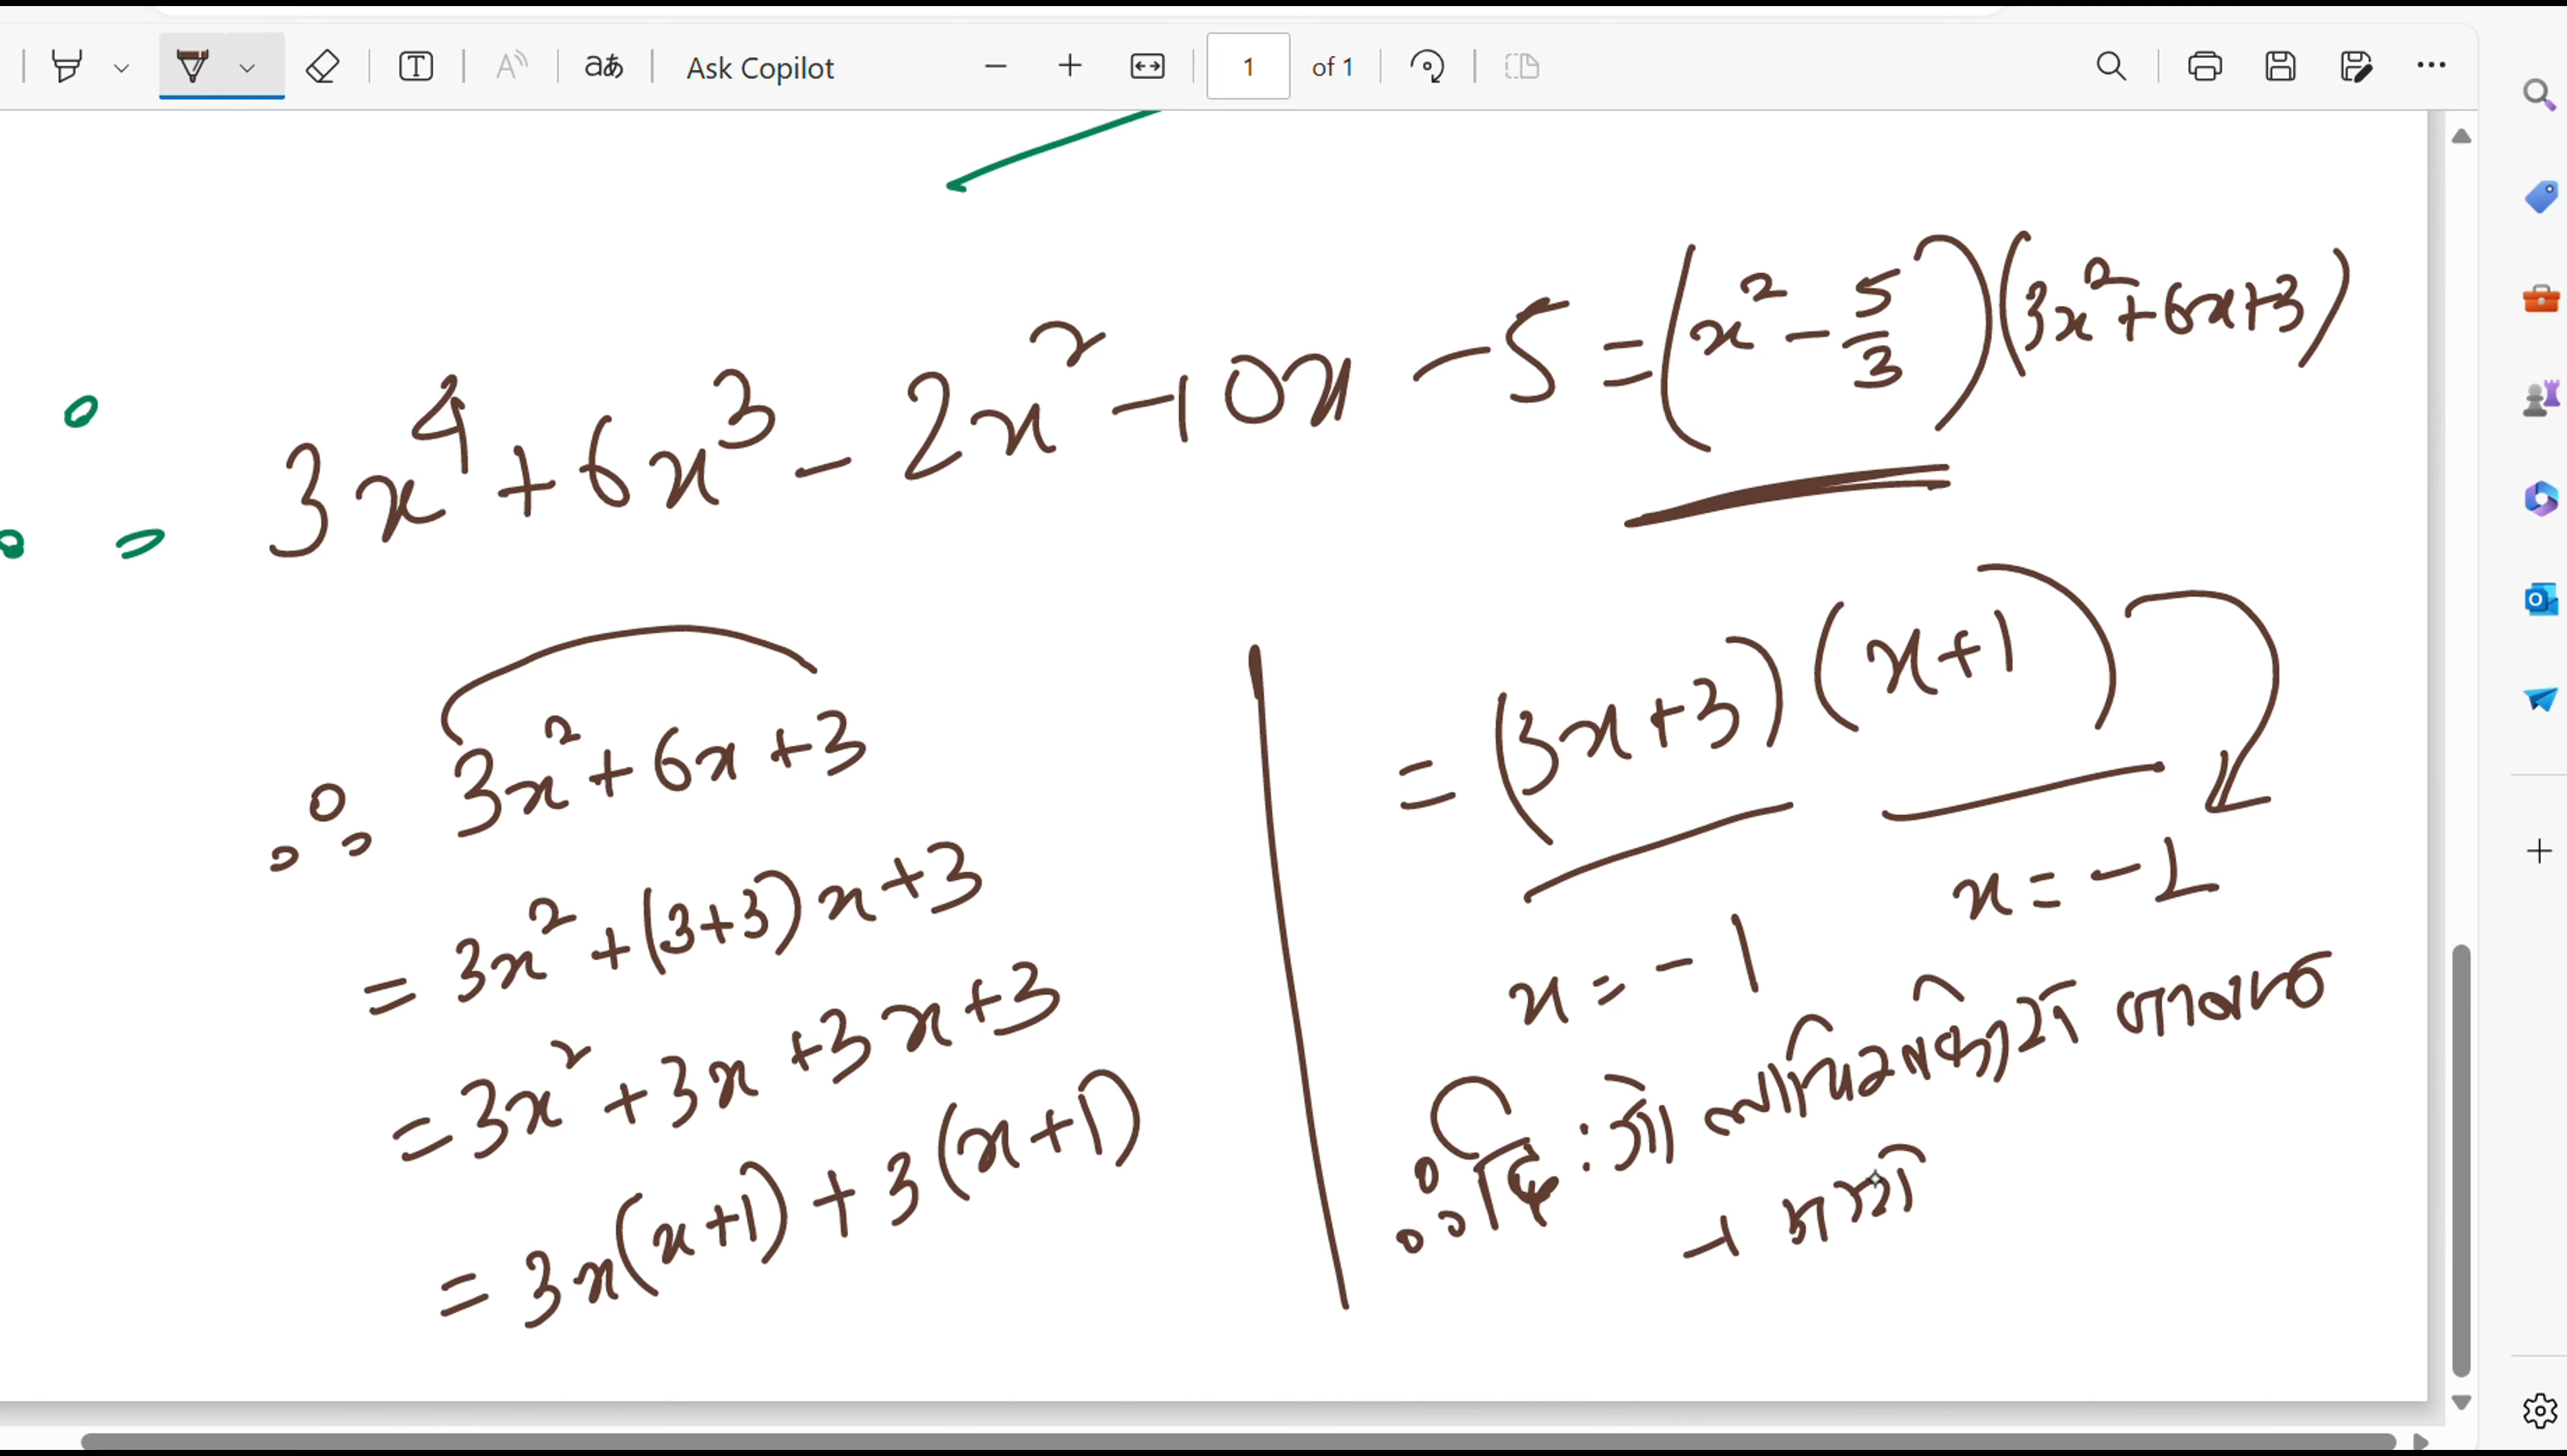 Ask Copilot
1 of 1
3x⁴ + 6x³ - 2x² - 10x - 5 = (x² - 5/3)(3x² + 6x + 3)
∴ 3x² + 6x + 3
= 3x² + (3+3)x + 3
= 3x² + 3x + 3x + 3
= 3x(x+1) + 3(x+1)
= (3x+3)(x+1)
x = -1
x = -1
-1